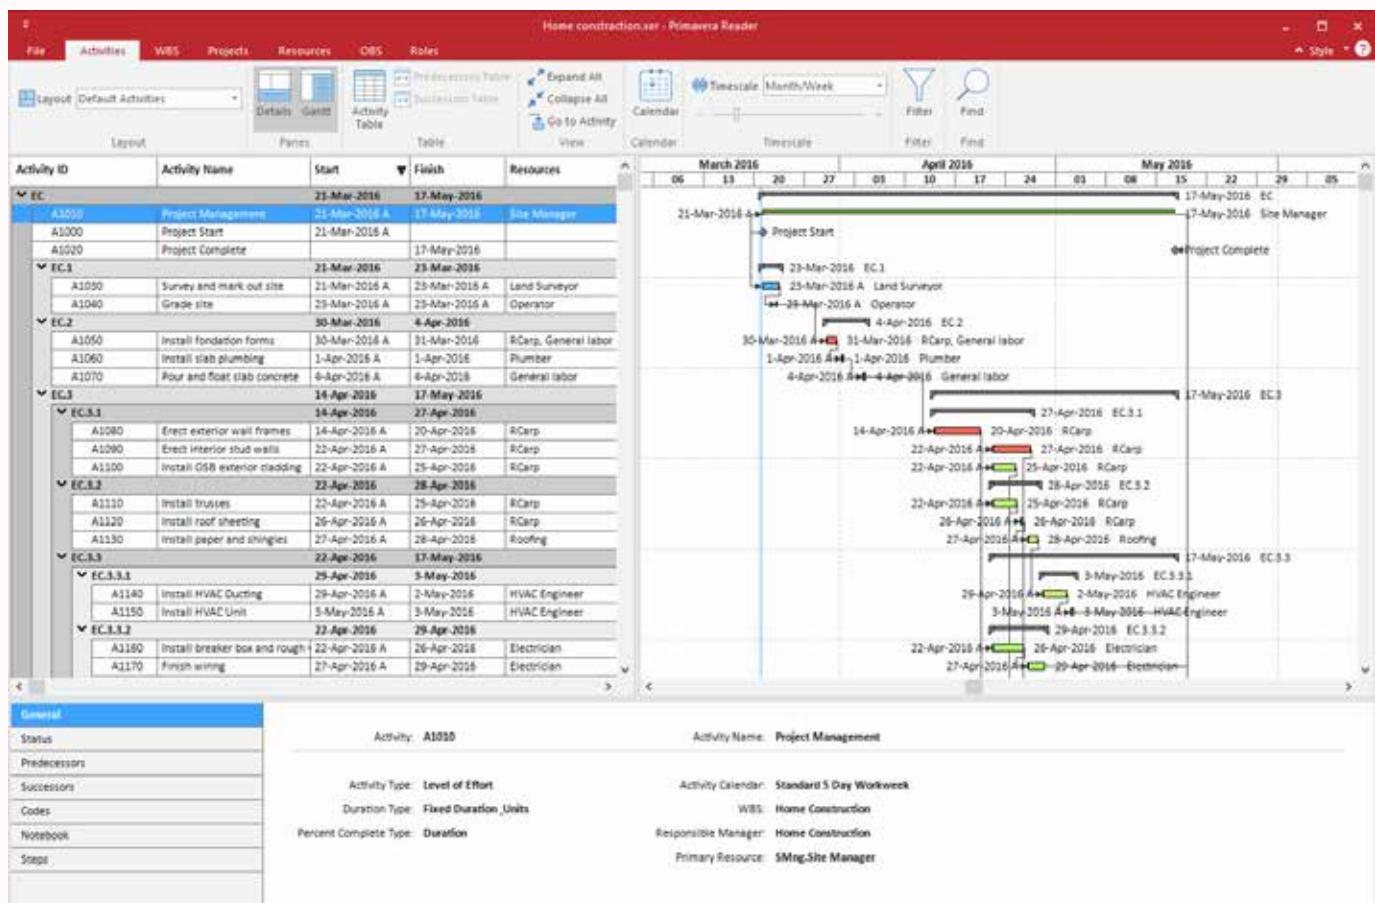 Home constraction.xer - Primavera Reader
File Activities WBS Projects Resources OBS Roles Style
Layout Default Activities
Details Gantt Activity Table
Predecessors Table
Successors Table
Expand All
Collapse All
Go to Activity
Calendar
Timescale Month/Week
Filter Find
Layout Panes Table View Calendar Timescale Filter Find
Activity ID Activity Name Start Finish Resources
March 2016 April 2016 May 2016
06 13 20 27 03 10 17 24 01 08 15 22 29 05
EC 21-Mar-2016 17-May-2016 17-May-2016 EC
A1010 Project Management 21-Mar-2016 A 17-May-2016 Site Manager 21-Mar-2016 A 17-May-2016 Site Manager
A1000 Project Start 21-Mar-2016 A Project Start
A1020 Project Complete 17-May-2016 Project Complete
EC.1 21-Mar-2016 23-Mar-2016 23-Mar-2016 EC.1
A1030 Survey and mark out site 21-Mar-2016 A 23-Mar-2016 A Land Surveyor 23-Mar-2016 A Land Surveyor
A1040 Grade site 23-Mar-2016 A 23-Mar-2016 A Operator 23-Mar-2016 A Operator
EC.2 30-Mar-2016 4-Apr-2016 4-Apr-2016 EC.2
A1050 Install fondation forms 30-Mar-2016 A 31-Mar-2016 RCarp, General labor 30-Mar-2016 A 31-Mar-2016 RCarp, General labor
A1060 Install slab plumbing 1-Apr-2016 A 1-Apr-2016 Plumber 1-Apr-2016 A 1-Apr-2016 Plumber
A1070 Pour and float slab concrete 4-Apr-2016 A 4-Apr-2016 General labor 4-Apr-2016 A 4-Apr-2016 General labor
EC.3 14-Apr-2016 17-May-2016 17-May-2016 EC.3
EC.3.1 14-Apr-2016 27-Apr-2016 27-Apr-2016 EC.3.1
A1080 Erect exterior wall frames 14-Apr-2016 A 20-Apr-2016 RCarp 14-Apr-2016 A 20-Apr-2016 RCarp
A1090 Erect interior stud walls 22-Apr-2016 A 27-Apr-2016 RCarp 22-Apr-2016 A 27-Apr-2016 RCarp
A1100 Install OSB exterior cladding 22-Apr-2016 A 25-Apr-2016 RCarp 22-Apr-2016 A 25-Apr-2016 RCarp
EC.3.2 22-Apr-2016 28-Apr-2016 28-Apr-2016 EC.3.2
A1110 Install trusses 22-Apr-2016 A 25-Apr-2016 RCarp 22-Apr-2016 A 25-Apr-2016 RCarp
A1120 Install roof sheeting 26-Apr-2016 A 26-Apr-2016 RCarp 26-Apr-2016 A 26-Apr-2016 RCarp
A1130 Install paper and shingles 27-Apr-2016 A 28-Apr-2016 Roofing 27-Apr-2016 A 28-Apr-2016 Roofing
EC.3.3 22-Apr-2016 17-May-2016 17-May-2016 EC.3.3
EC.3.3.1 29-Apr-2016 3-May-2016 3-May-2016 EC.3.3.1
A1140 Install HVAC Ducting 29-Apr-2016 A 2-May-2016 HVAC Engineer 29-Apr-2016 A 2-May-2016 HVAC Engineer
A1150 Install HVAC Unit 3-May-2016 A 3-May-2016 HVAC Engineer 3-May-2016 A 3-May-2016 HVAC Engineer
EC.3.3.2 22-Apr-2016 29-Apr-2016 29-Apr-2016 EC.3.3.2
A1160 Install breaker box and rough 22-Apr-2016 A 26-Apr-2016 Electrician 22-Apr-2016 A 26-Apr-2016 Electrician
A1170 Finish wiring 27-Apr-2016 A 29-Apr-2016 Electrician 27-Apr-2016 A 29-Apr-2016 Electrician
General
Status
Predecessors
Successors
Codes
Notebook
Steps
Activity: A1010 Activity Name: Project Management
Activity Type: Level of Effort Activity Calendar: Standard 5 Day Workweek
Duration Type: Fixed Duration_Units WBS: Home Construction
Percent Complete Type: Duration Responsible Manager: Home Construction
Primary Resource: SMng.Site Manager